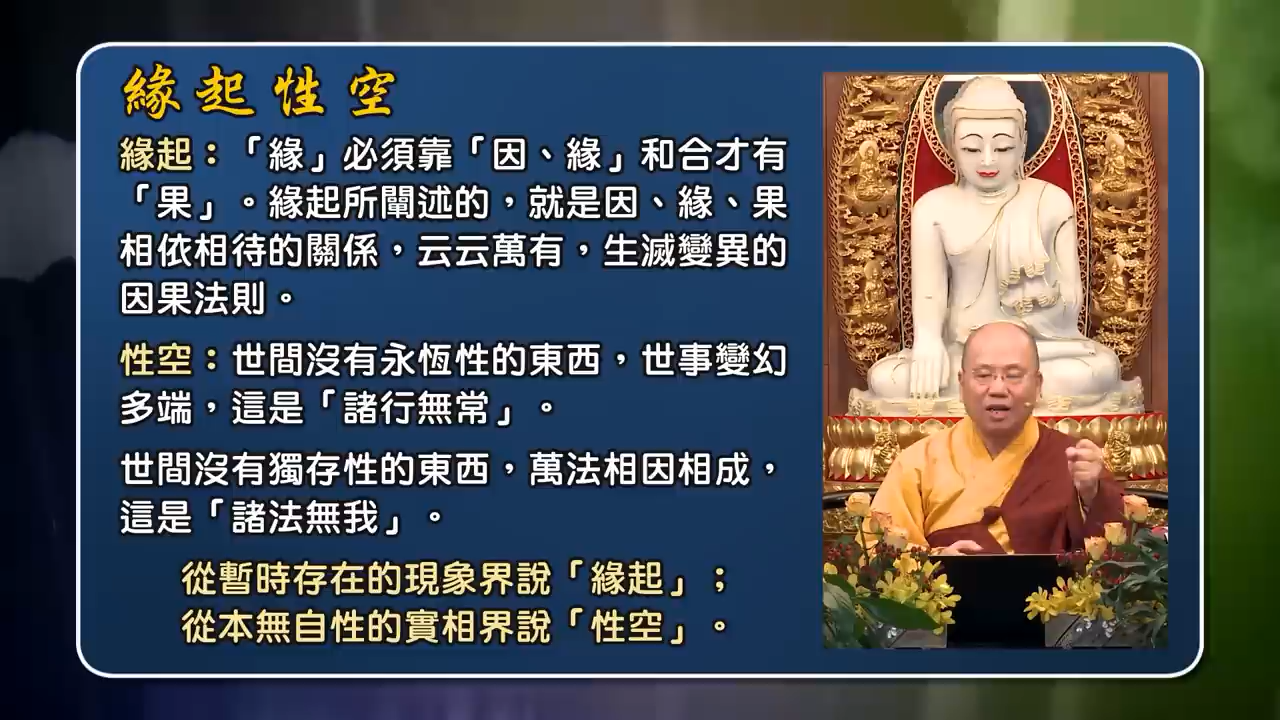 緣起性空
緣起：「緣」必須靠「因、緣」和合才有
「果」。緣起所闡述的，就是因、緣、果
相依相待的關係，云云萬有，生滅變異的
因果法則。
性空：世間沒有永恆性的東西，世事變幻
多端，這是「諸行無常」。
世間沒有獨存性的東西，萬法相因相成，
這是「諸法無我」。
從暫時存在的現象界說「緣起」；
從本無自性的實相界說「性空」。